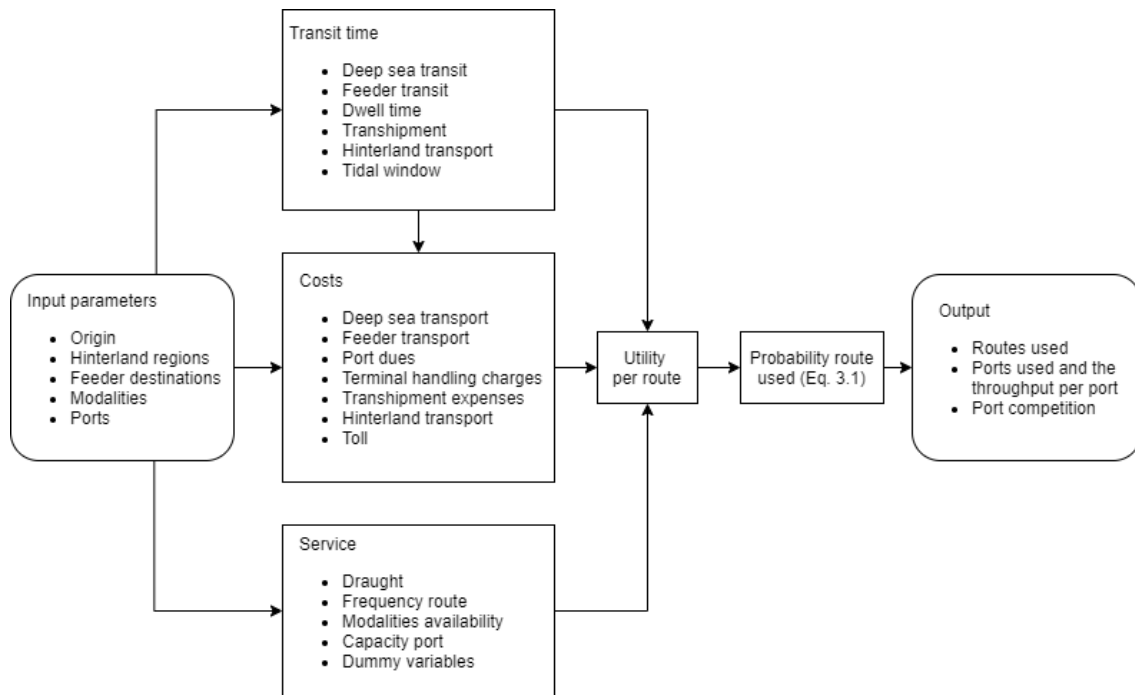 Transit time
• Deep sea transit
• Feeder transit
• Dwell time
• Transhipment
• Hinterland transport
• Tidal window
Input parameters
• Origin
• Hinterland regions
• Feeder destinations
• Modalities
• Ports
Costs
• Deep sea transport
• Feeder transport
• Port dues
• Terminal handling charges
• Transhipment expenses
• Hinterland transport
• Toll
Service
• Draught
• Frequency route
• Modalities availability
• Capacity port
• Dummy variables
Utility
per route
Probability route
used (Eq. 3.1)
Output
• Routes used
• Ports used and the
throughput per port
• Port competition